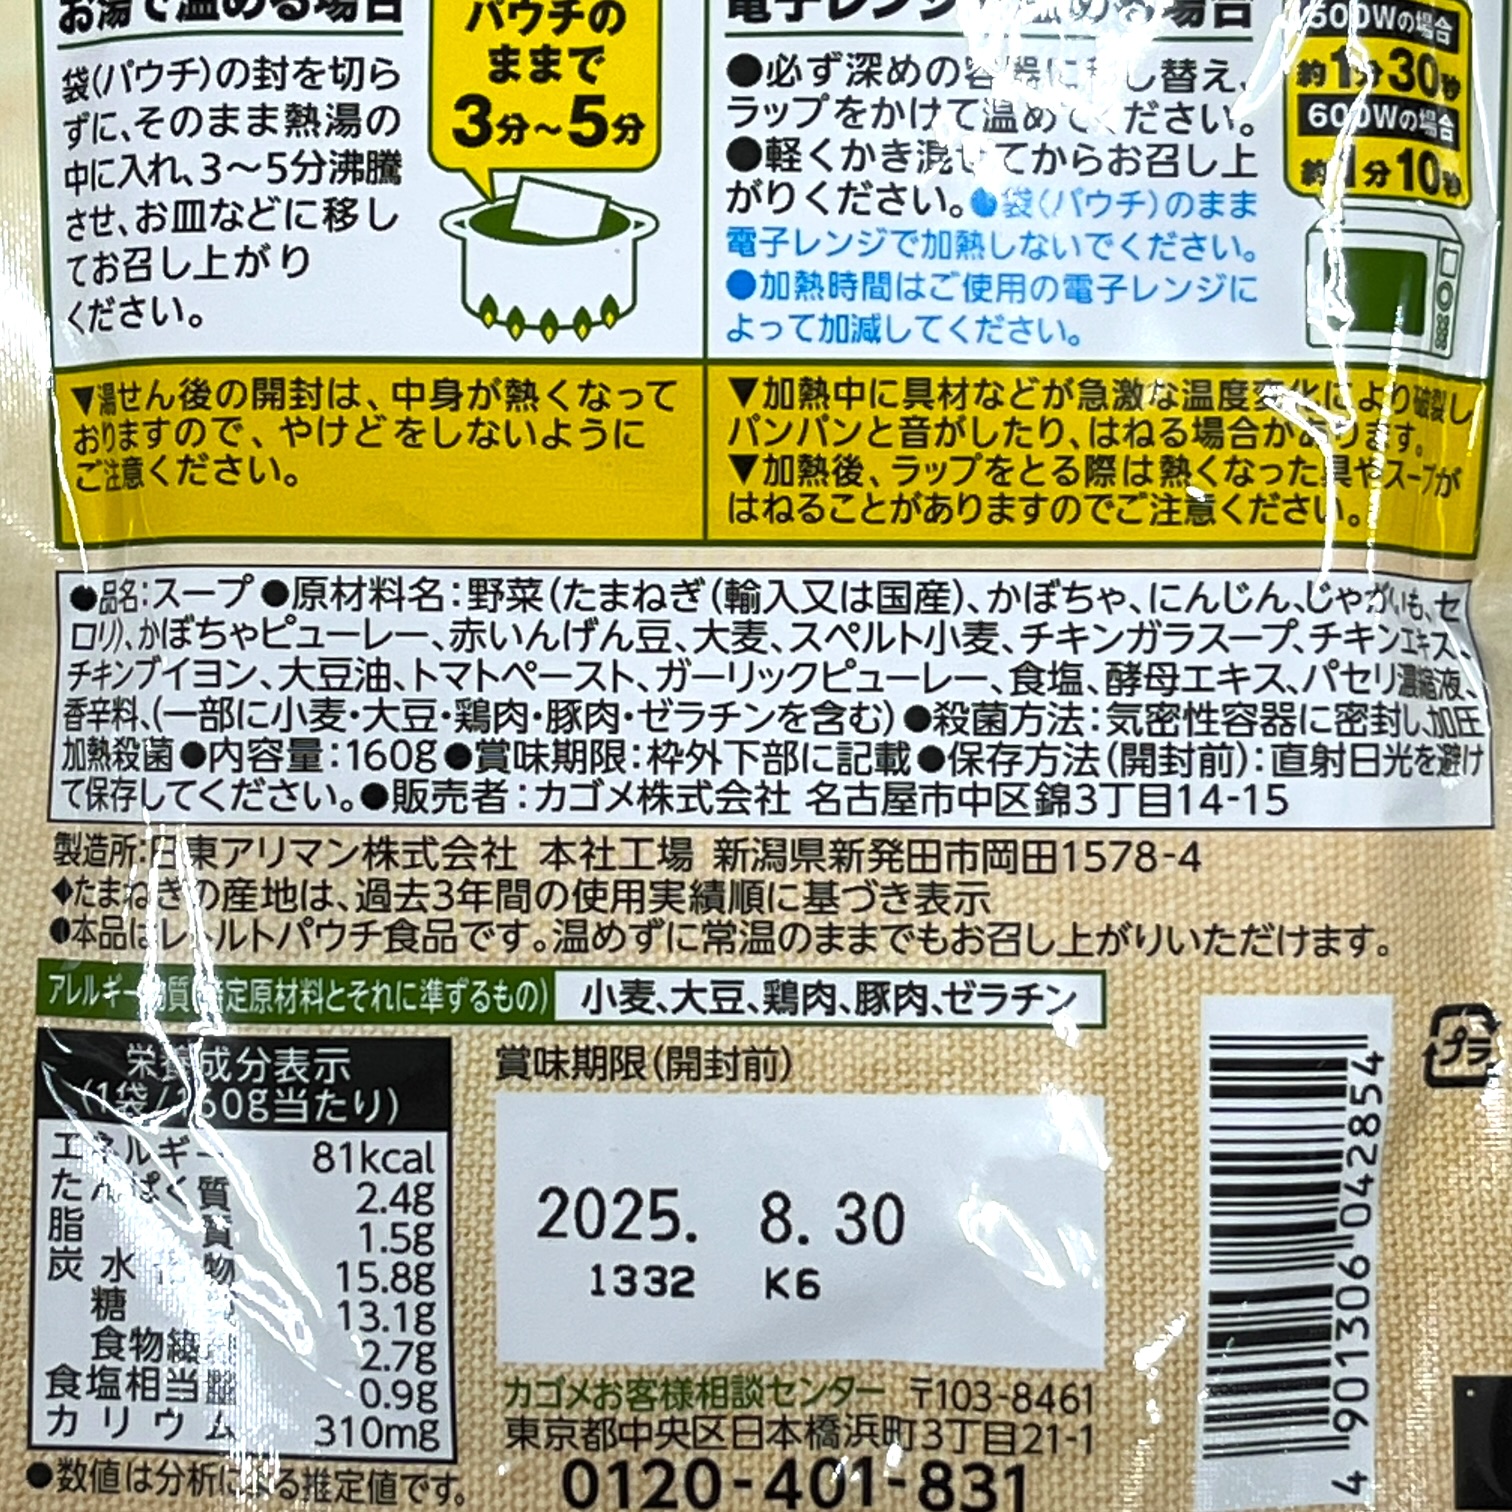 お湯で温める場合
袋(パウチ)の封を切ら
ずに、そのまま熱湯の
中に入れ、3〜5分沸騰
させ、お皿などに移し
てお召し上がり
ください。
パウチの
ままで
3分〜5分
電子レンジ める場合
●必ず深めの容器に移し替え、
ラップをかけて温めてください。
●軽くかき混ぜてからお召し上
がりください。●袋(パウチ)のまま
電子レンジで加熱しないでください。
●加熱時間はご使用の電子レンジに
よって加減してください。
500Wの場合
約1分30秒
600Wの場合
約1分10秒
▼湯せん後の開封は、中身が熱くなって
おりますので、やけどをしないように
ご注意ください。
▼加熱中に具材などが急激な温度変化により破裂し
パンパンと音がしたり、はねる場合があります。
▼加熱後、ラップをとる際は熱くなった具やスープが
はねることがありますのでご注意ください。
●品名:スープ ●原材料名:野菜(たまねぎ(輸入又は国産)、かぼちゃ、にんじん、じゃがいも、セ
ロリ)、かぼちゃピューレー、赤いんげん豆、大麦、スペルト小麦、チキンガラスープ、チキンエキス、
チキンブイヨン、大豆油、トマトペースト、ガーリックピューレー、食塩、酵母エキス、パセリ濃縮液、
香辛料、(一部に小麦・大豆・鶏肉・豚肉・ゼラチンを含む) ●殺菌方法:気密性容器に密封し、加圧
加熱殺菌 ●内容量:160g ●賞味期限:枠外下部に記載 ●保存方法(開封前):直射日光を避け
て保存してください。●販売者:カゴメ株式会社 名古屋市中区錦3丁目14-15
製造所:日東アリマン株式会社 本社工場 新潟県新発田市岡田1578-4
◆たまねぎの産地は、過去3年間の使用実績順に基づき表示
●本品はレトルトパウチ食品です。温めずに常温のままでもお召し上がりいただけます。
アレルギー物質(特定原材料とそれに準ずるもの) 小麦、大豆、鶏肉、豚肉、ゼラチン
栄養成分表示
(1袋/160g当たり)
エネルギー 81kcal
たんぱく質 2.4g
脂質 1.5g
炭水化物 15.8g
糖質 13.1g
食物繊維 2.7g
食塩相当量 0.9g
カリウム 310mg
●数値は分析による推定値です。
賞味期限(開封前)
2025. 8. 30
1332 K6
カゴメお客様相談センター 〒103-8461
東京都中央区日本橋浜町3丁目21-1
0120-401-831
4 901306 042854
プラ